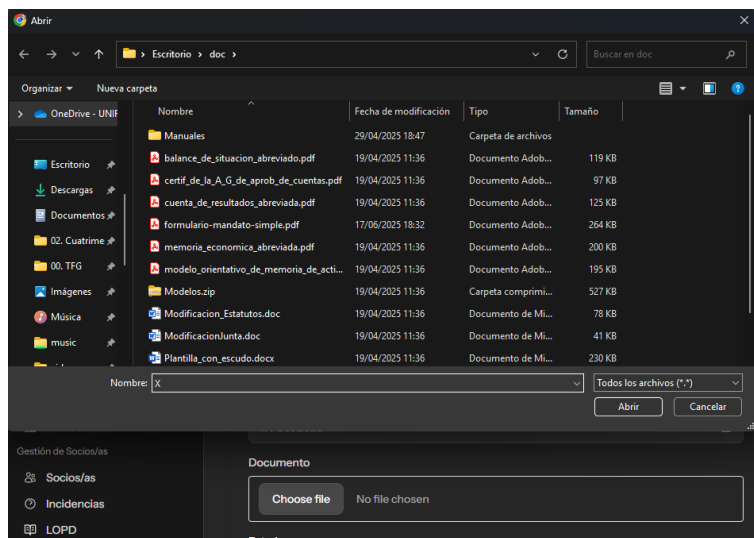 Abrir
Escritorio > doc >
Buscar en doc
Organizar Nueva carpeta
OneDrive - UNIF
Escritorio
Descargas
Documentos
02. Cuatrime
00. TFG
Imágenes
Música
music
Nombre Fecha de modificación Tipo Tamaño
Manuales 29/04/2025 18:47 Carpeta de archivos
balance_de_situacion_abreviado.pdf 19/04/2025 11:36 Documento Adob... 119 KB
certif_de_la_A_G_de_aprob_de_cuentas.pdf 19/04/2025 11:36 Documento Adob... 97 KB
cuenta_de_resultados_abreviada.pdf 19/04/2025 11:36 Documento Adob... 125 KB
formulario-mandato-simple.pdf 17/06/2025 18:32 Documento Adob... 264 KB
memoria_economica_abreviada.pdf 19/04/2025 11:36 Documento Adob... 200 KB
modelo_orientativo_de_memoria_de_acti... 19/04/2025 11:36 Documento Adob... 195 KB
Modelos.zip 19/04/2025 11:36 Carpeta comprimi... 527 KB
Modificacion_Estatutos.doc 19/04/2025 11:36 Documento de Mi... 78 KB
ModificacionJunta.doc 19/04/2025 11:36 Documento de Mi... 41 KB
Plantilla_con_escudo.docx 19/04/2025 11:36 Documento de Mi... 230 KB
Nombre: X Todos los archivos (*.*)
Abrir Cancelar
Gestión de Socios/as
Socios/as
Incidencias
LOPD
Documento
Choose file No file chosen